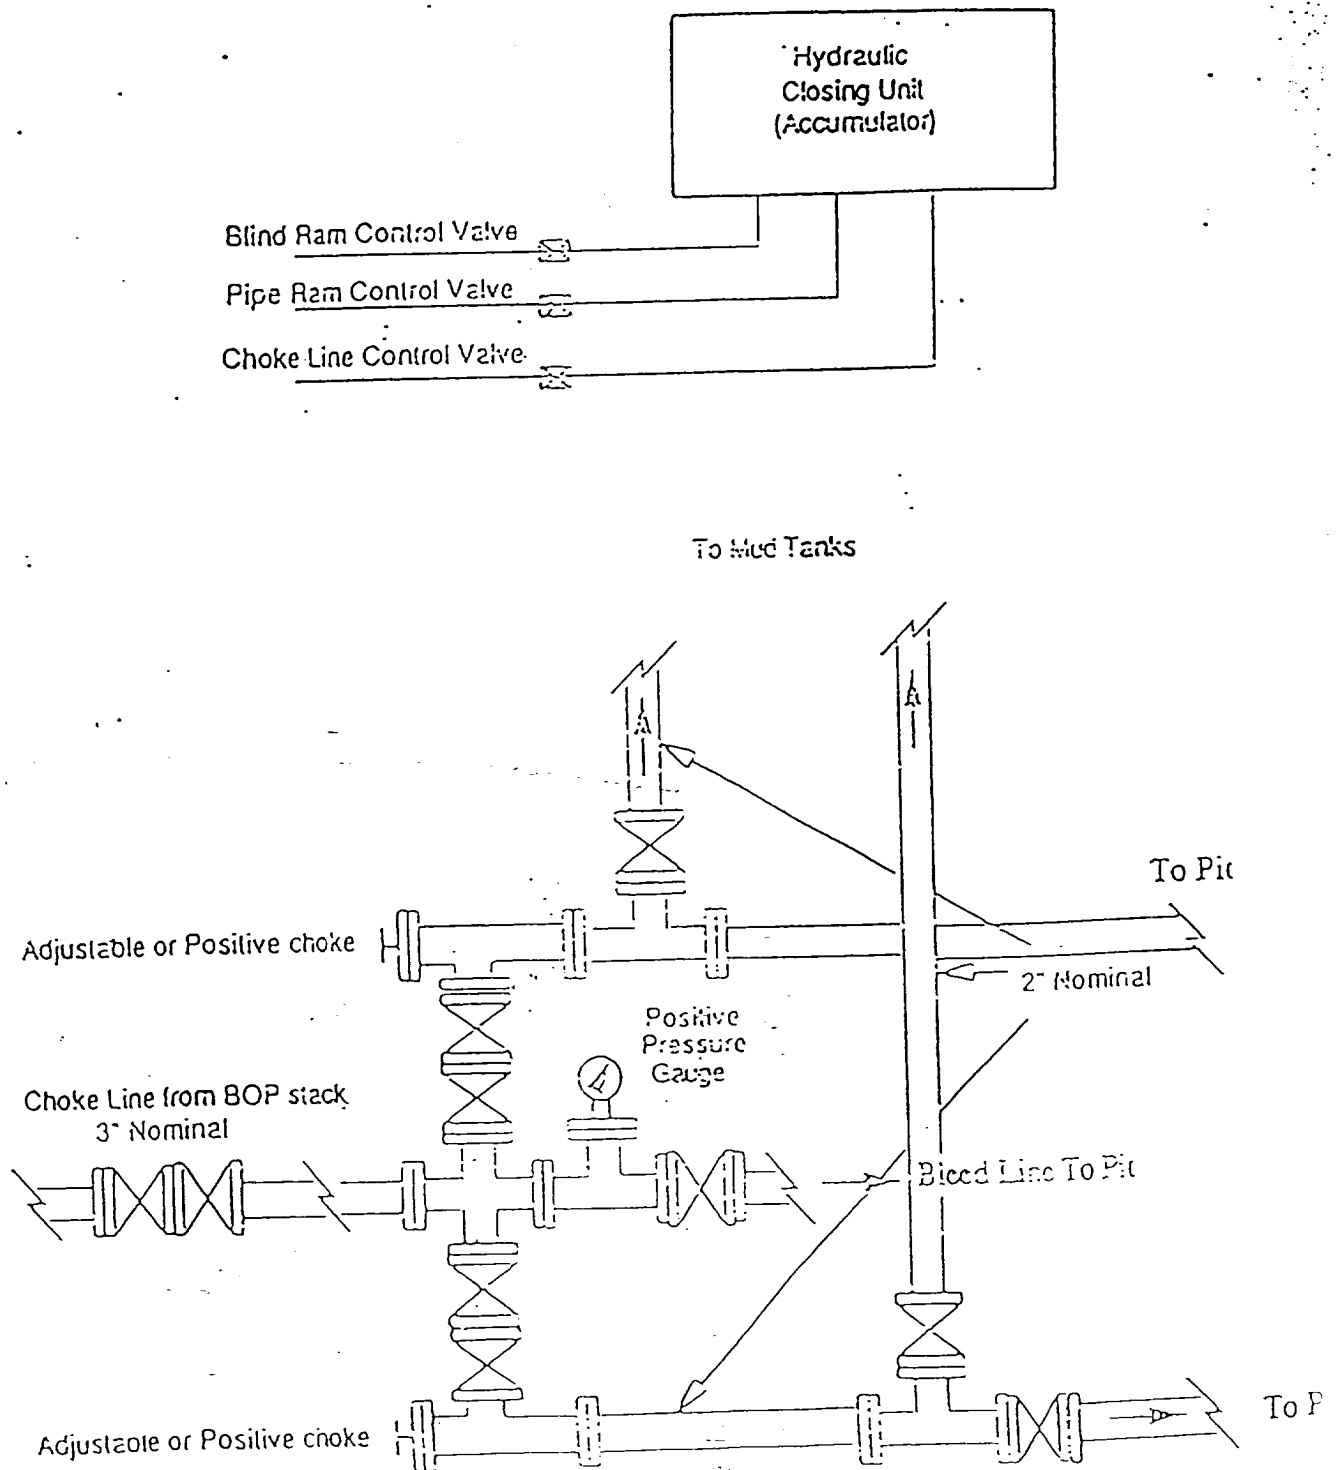 Hydraulic
Closing Unit
(Accumulator)
Blind Ram Control Valve
Pipe Ram Control Valve
Choke Line Control Valve
To Mud Tanks
To Pit
Adjustable or Positive choke
2" Nominal
Positive
Pressure
Gauge
Choke Line from BOP stack
3" Nominal
Bleed Line To Pit
To P
Adjustable or Positive choke